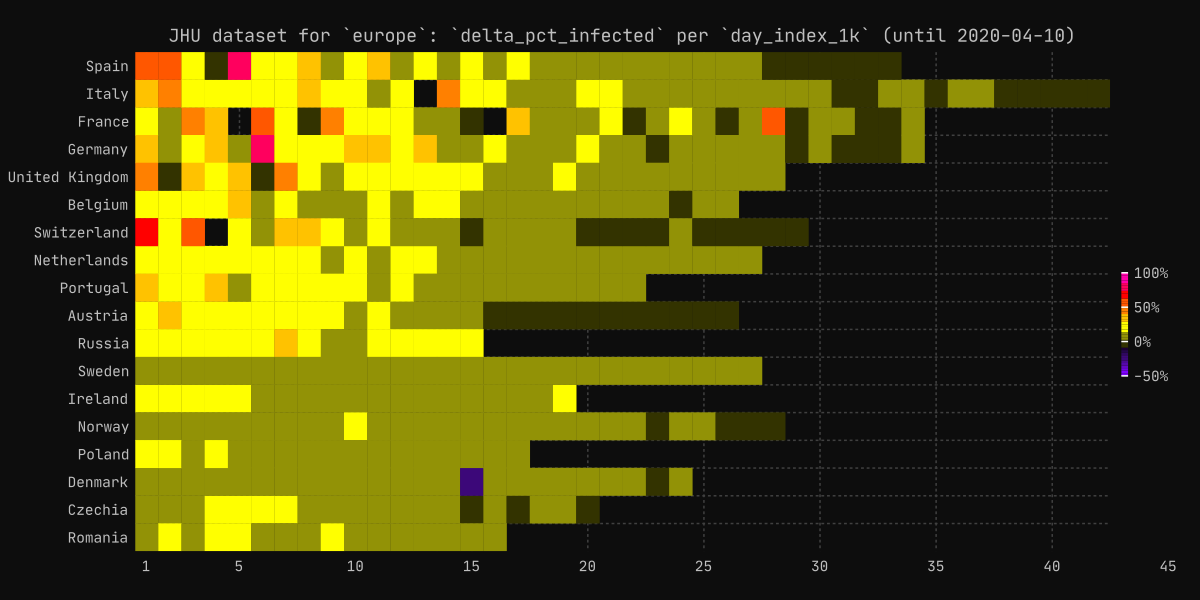 JHU dataset for `europe`: `delta_pct_infected` per `day_index_1k` (until 2020-04-10)
Spain
Italy
France
Germany
United Kingdom
Belgium
Switzerland
Netherlands
Portugal
Austria
Russia
Sweden
Ireland
Norway
Poland
Denmark
Czechia
Romania
1 5 10 15 20 25 30 35 40 45
100%
50%
0%
-50%